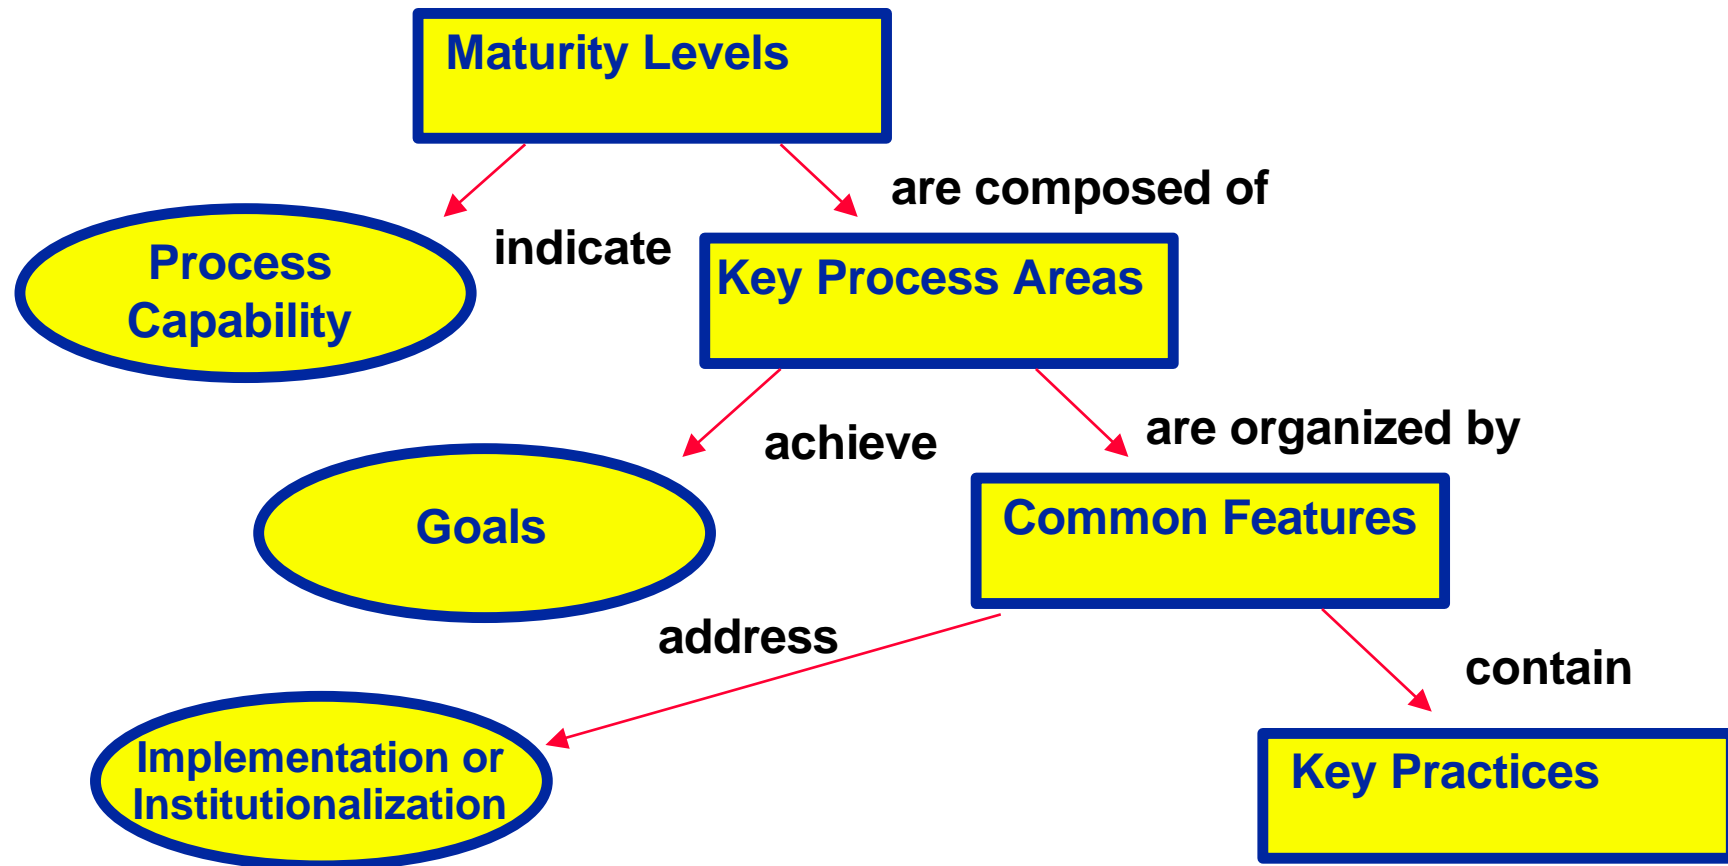 Maturity Levels
are composed of
indicate
Process
Capability
Key Process Areas
achieve
are organized by
Goals
Common Features
address
contain
Implementation or
Institutionalization
Key Practices